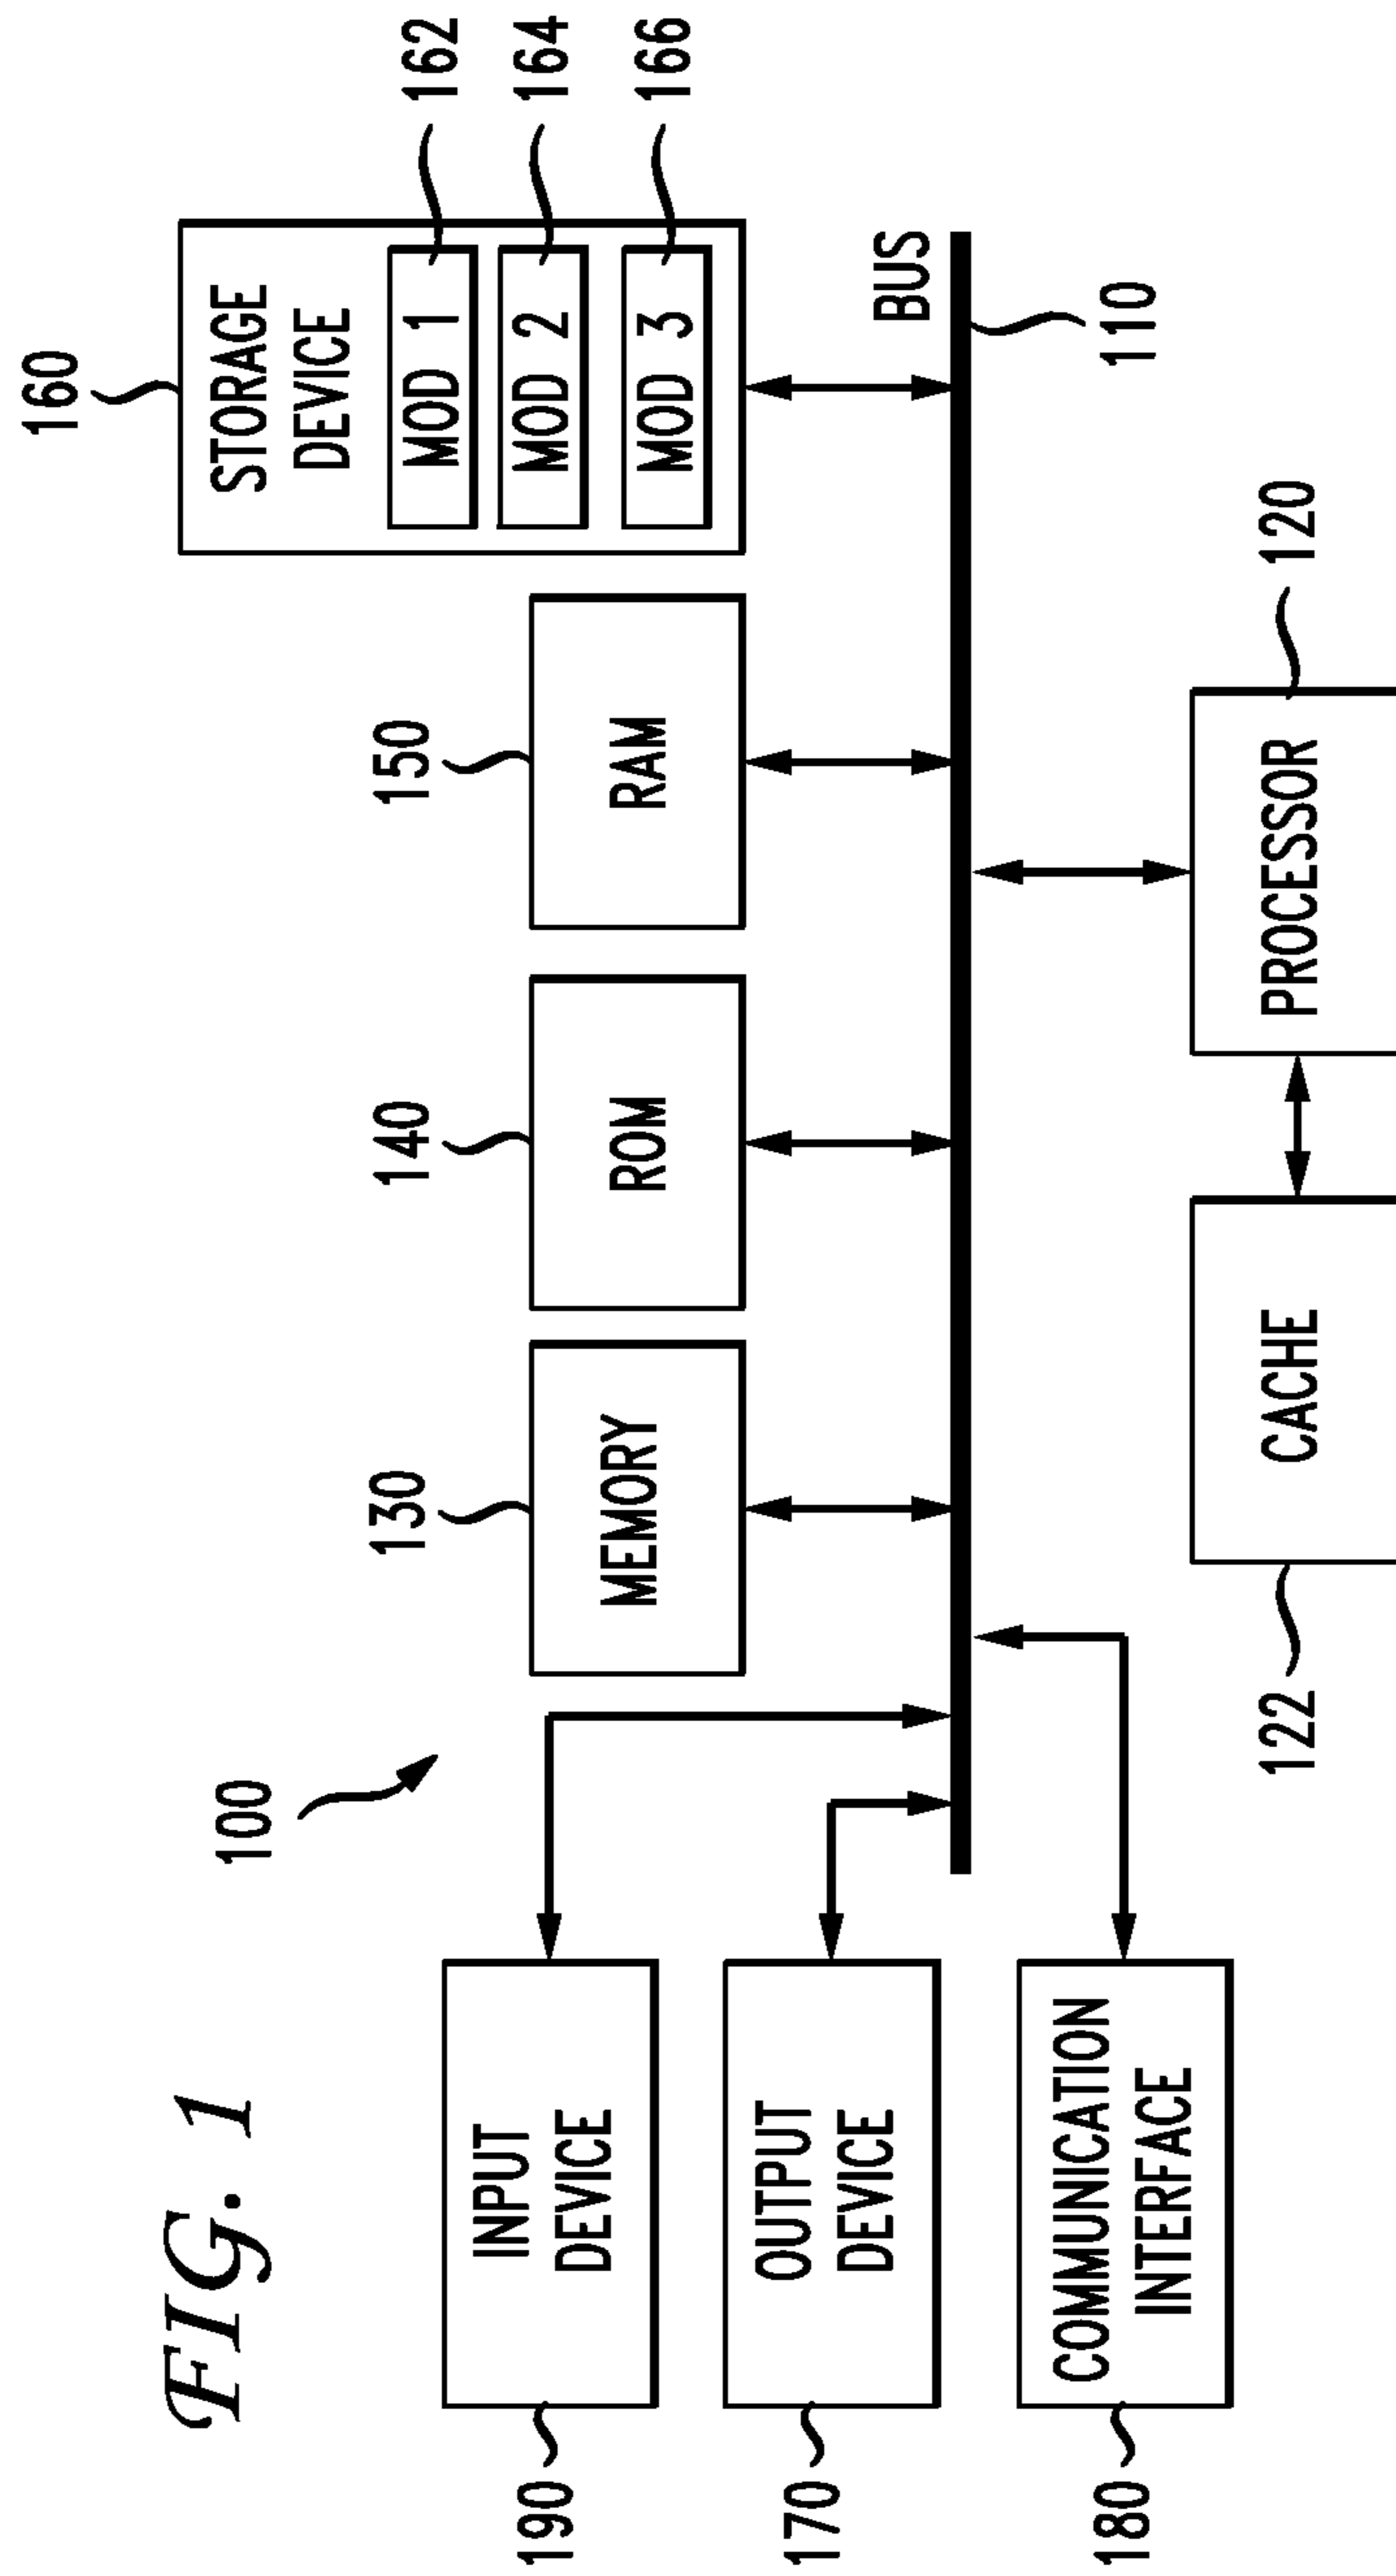 FIG. 1
100
160
STORAGE
DEVICE
MOD 1
MOD 2
MOD 3
162
164
166
150
RAM
140
ROM
130
MEMORY
190
INPUT
DEVICE
170
OUTPUT
DEVICE
180
COMMUNICATION
INTERFACE
BUS
110
122
CACHE
PROCESSOR
120